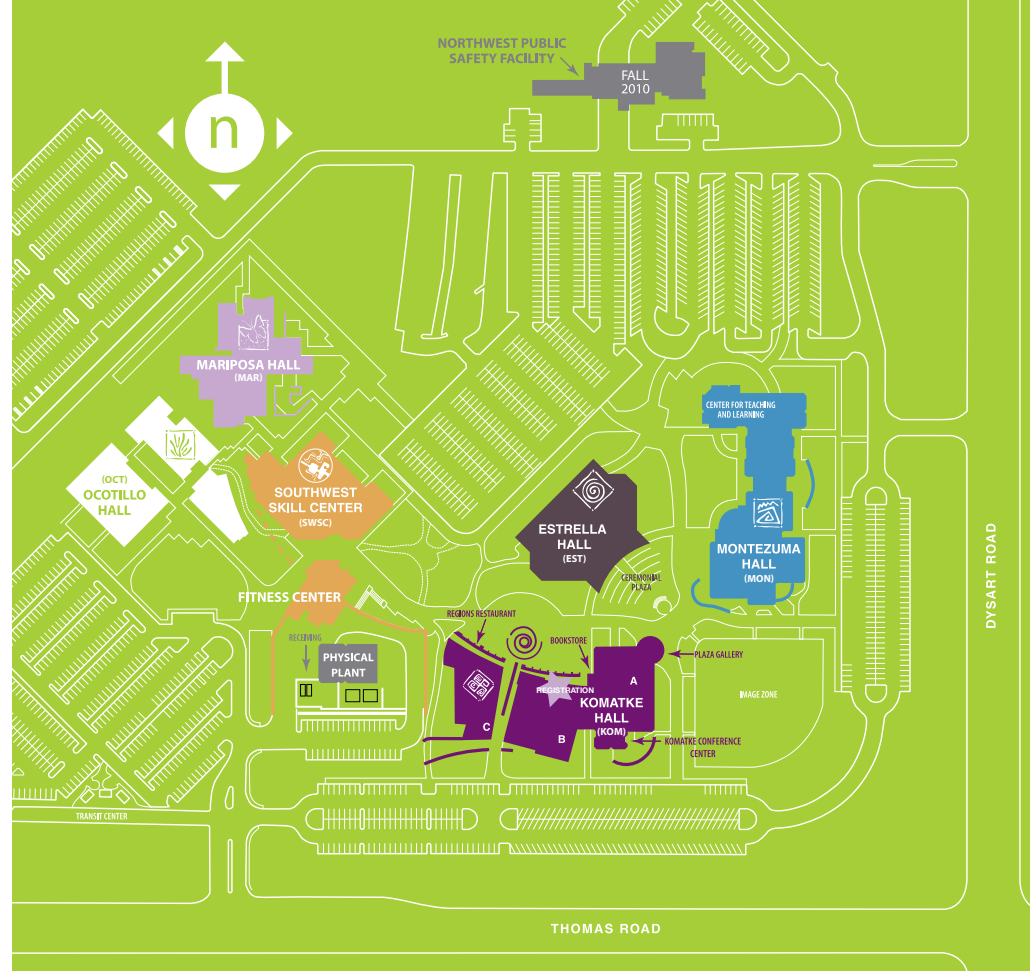 NORTHWEST PUBLIC
SAFETY FACILITY
FALL
2010
n
MARIPOSA HALL
(MAR)
CENTER FOR TEACHING
AND LEARNING
(OCT)
OCOTILLO
HALL
SOUTHWEST
SKILL CENTER
(SWSC)
ESTRELLA
HALL
(EST)
MONTEZUMA
HALL
(MON)
CEREMONIAL
PLAZA
DYSART ROAD
FITNESS CENTER
REGIONS RESTAURANT
RECEIVING
PHYSICAL
PLANT
BOOKSTORE
PLAZA GALLERY
A
REGISTRATION
KOMATKE
HALL
(KOM)
IMAGE ZONE
C
B
KOMATKE CONFERENCE
CENTER
TRANSIT CENTER
THOMAS ROAD